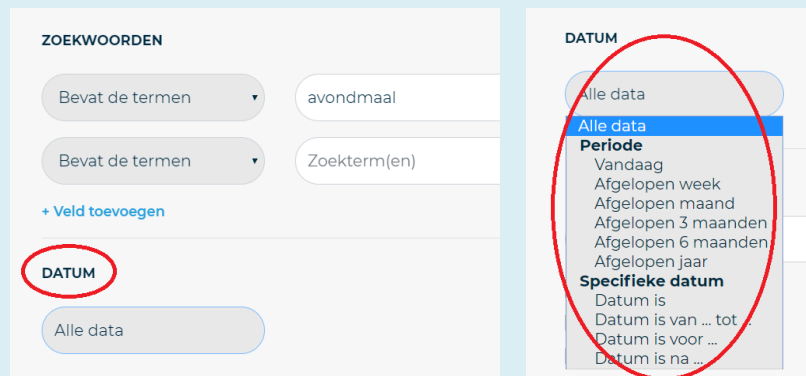 ZOEKWOORDEN
Bevat de termen
avondmaal
Bevat de termen
Zoekterm(en)
+ Veld toevoegen
DATUM
Alle data
DATUM
Alle data
Alle data
Periode
Vandaag
Afgelopen week
Afgelopen maand
Afgelopen 3 maanden
Afgelopen 6 maanden
Afgelopen jaar
Specifieke datum
Datum is
Datum is van ... tot ...
Datum is voor ...
Datum is na ...